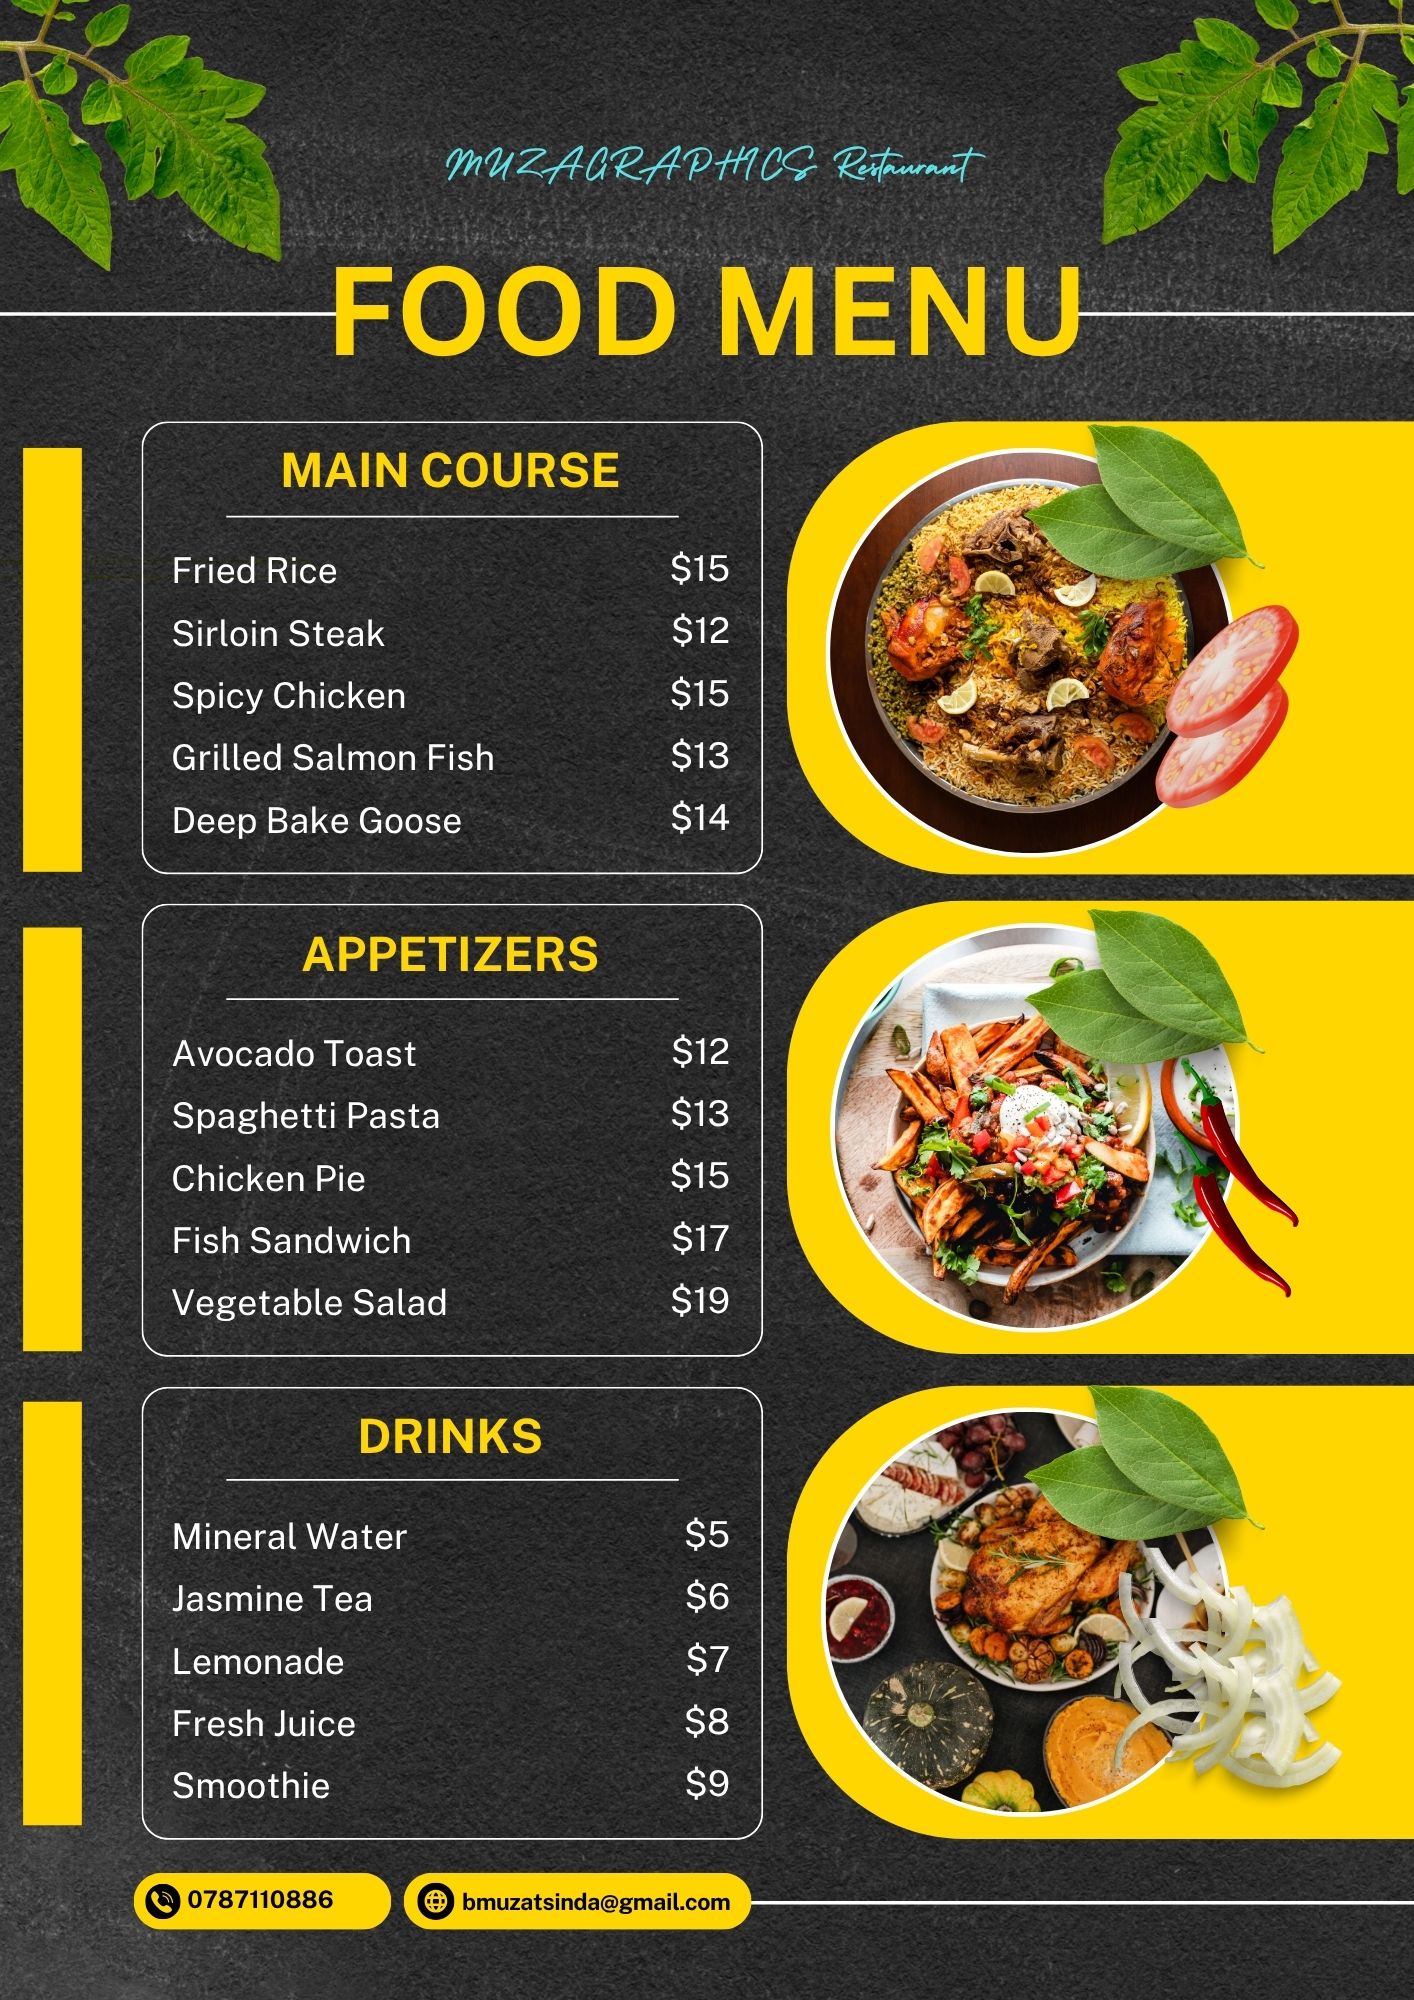 MUZAGRAPHICS Restaurant
FOOD MENU
MAIN COURSE
Fried Rice $15
Sirloin Steak $12
Spicy Chicken $15
Grilled Salmon Fish $13
Deep Bake Goose $14
APPETIZERS
Avocado Toast $12
Spaghetti Pasta $13
Chicken Pie $15
Fish Sandwich $17
Vegetable Salad $19
DRINKS
Mineral Water $5
Jasmine Tea $6
Lemonade $7
Fresh Juice $8
Smoothie $9
0787110886 bmuzatsinda@gmail.com